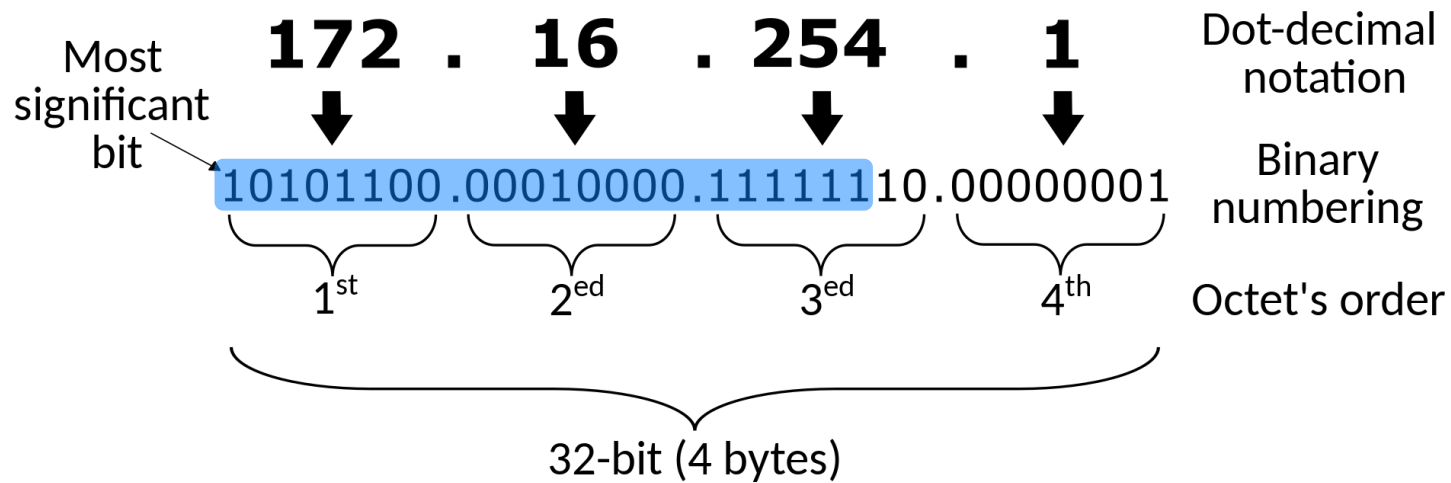 172 . 16 . 254 . 1
Dot-decimal
notation
Most
significant
bit
10101100.00010000.11111110.00000001
Binary
numbering
1st
2ed
3ed
4th
Octet's order
32-bit (4 bytes)